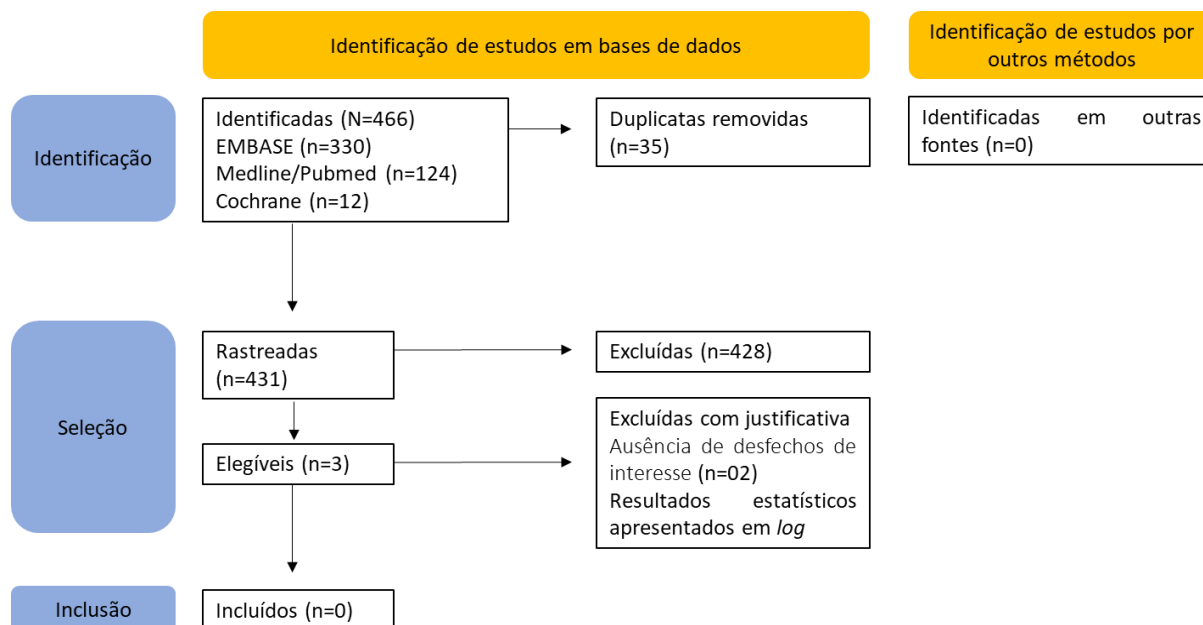 Identificação de estudos em bases de dados
Identificação de estudos por
outros métodos
Identificação
Identificadas (N=466)
EMBASE (n=330)
Medline/Pubmed (n=124)
Cochrane (n=12)
Duplicatas removidas
(n=35)
Identificadas em outras
fontes (n=0)
Seleção
Rastreadas
(n=431)
Excluídas (n=428)
Elegíveis (n=3)
Excluídas com justificativa
Ausência de desfechos de
interesse (n=02)
Resultados estatísticos
apresentados em log
Inclusão
Incluídos (n=0)